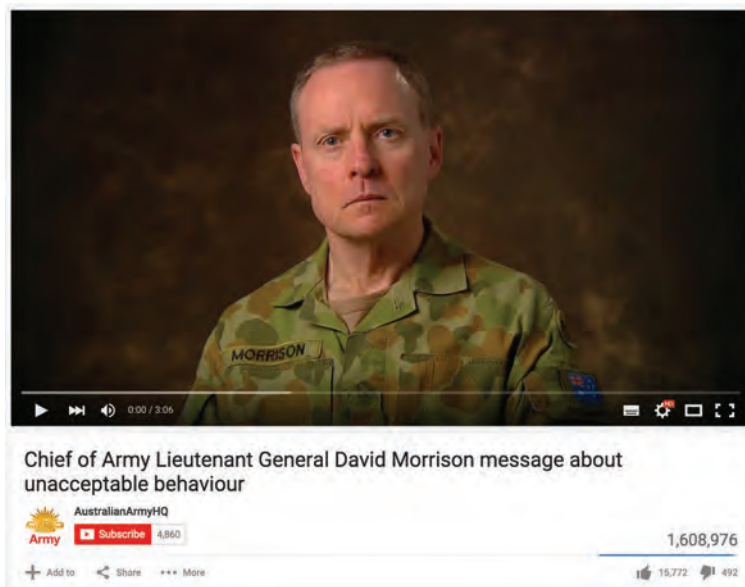 MORRISON
0:00 / 3:06
HD
Chief of Army Lieutenant General David Morrison message about
unacceptable behaviour
AustralianArmyHQ
Army
Subscribe 4,860
1,608,976
Add to Share More
15,772 492